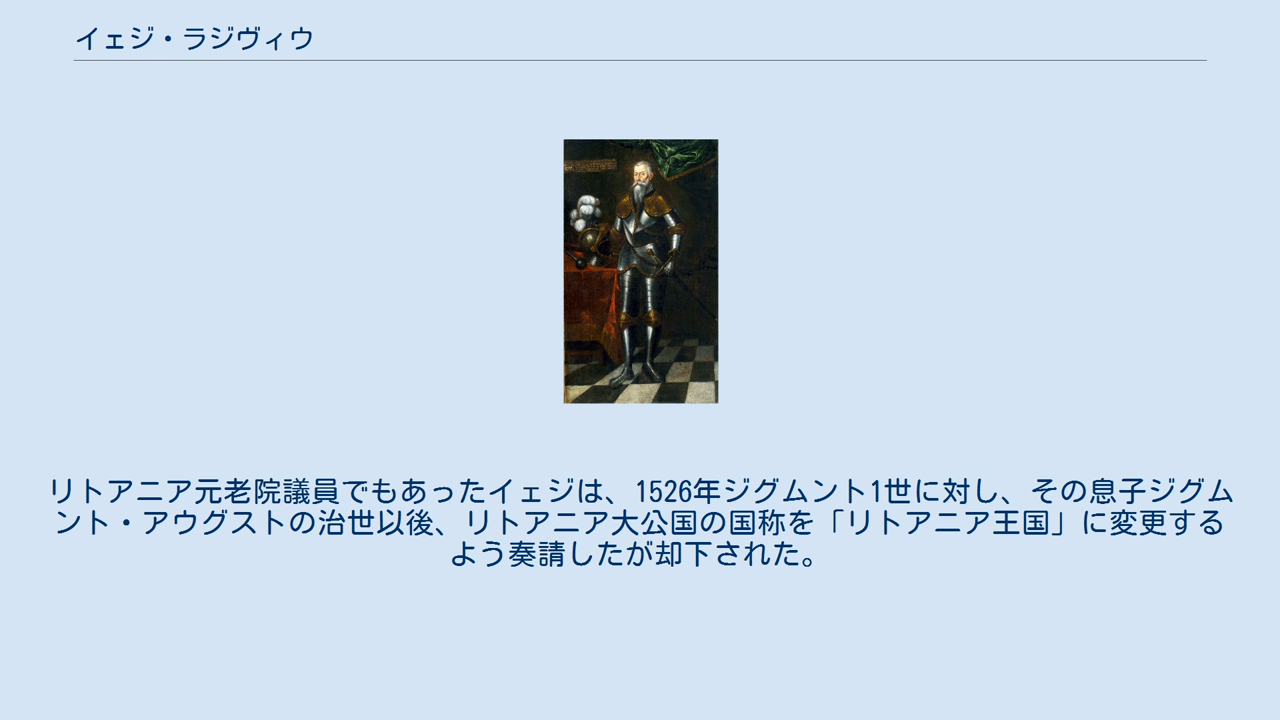 イェジ・ラジヴィウ
リトアニア元老院議員でもあったイェジは、1526年ジグムント1世に対し、その息子ジグム
ント・アウグストの治世以後、リトアニア大公国の国称を「リトアニア王国」に変更する
よう奏請したが却下された。